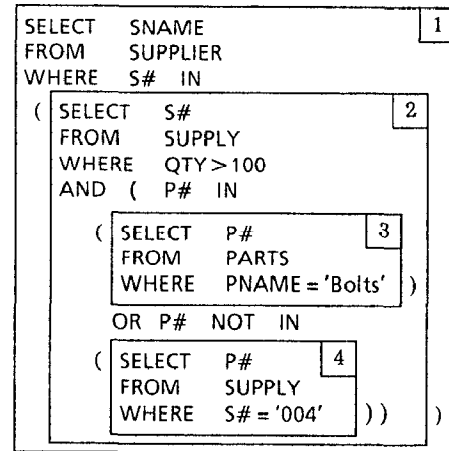 SELECT SNAME 1
FROM SUPPLIER
WHERE S# IN
( SELECT S# 2
FROM SUPPLY
WHERE QTY>100
AND ( P# IN
( SELECT P# 3
FROM PARTS
WHERE PNAME = 'Bolts' )
OR P# NOT IN
( SELECT P# 4
FROM SUPPLY
WHERE S# = '004' ) ) )